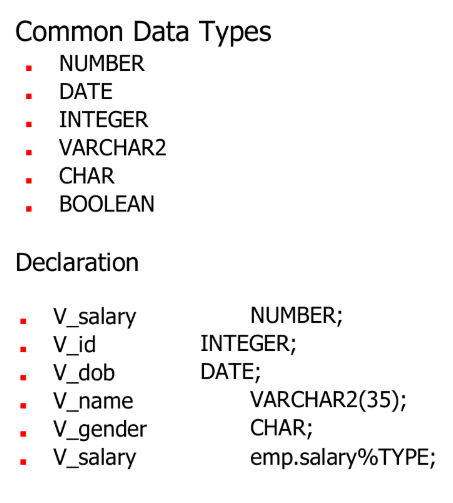 Common Data Types
NUMBER
DATE
INTEGER
VARCHAR2
CHAR
BOOLEAN
Declaration
V_salary NUMBER;
V_id INTEGER;
V_dob DATE;
V_name VARCHAR2(35);
V_gender CHAR;
V_salary emp.salary%TYPE;